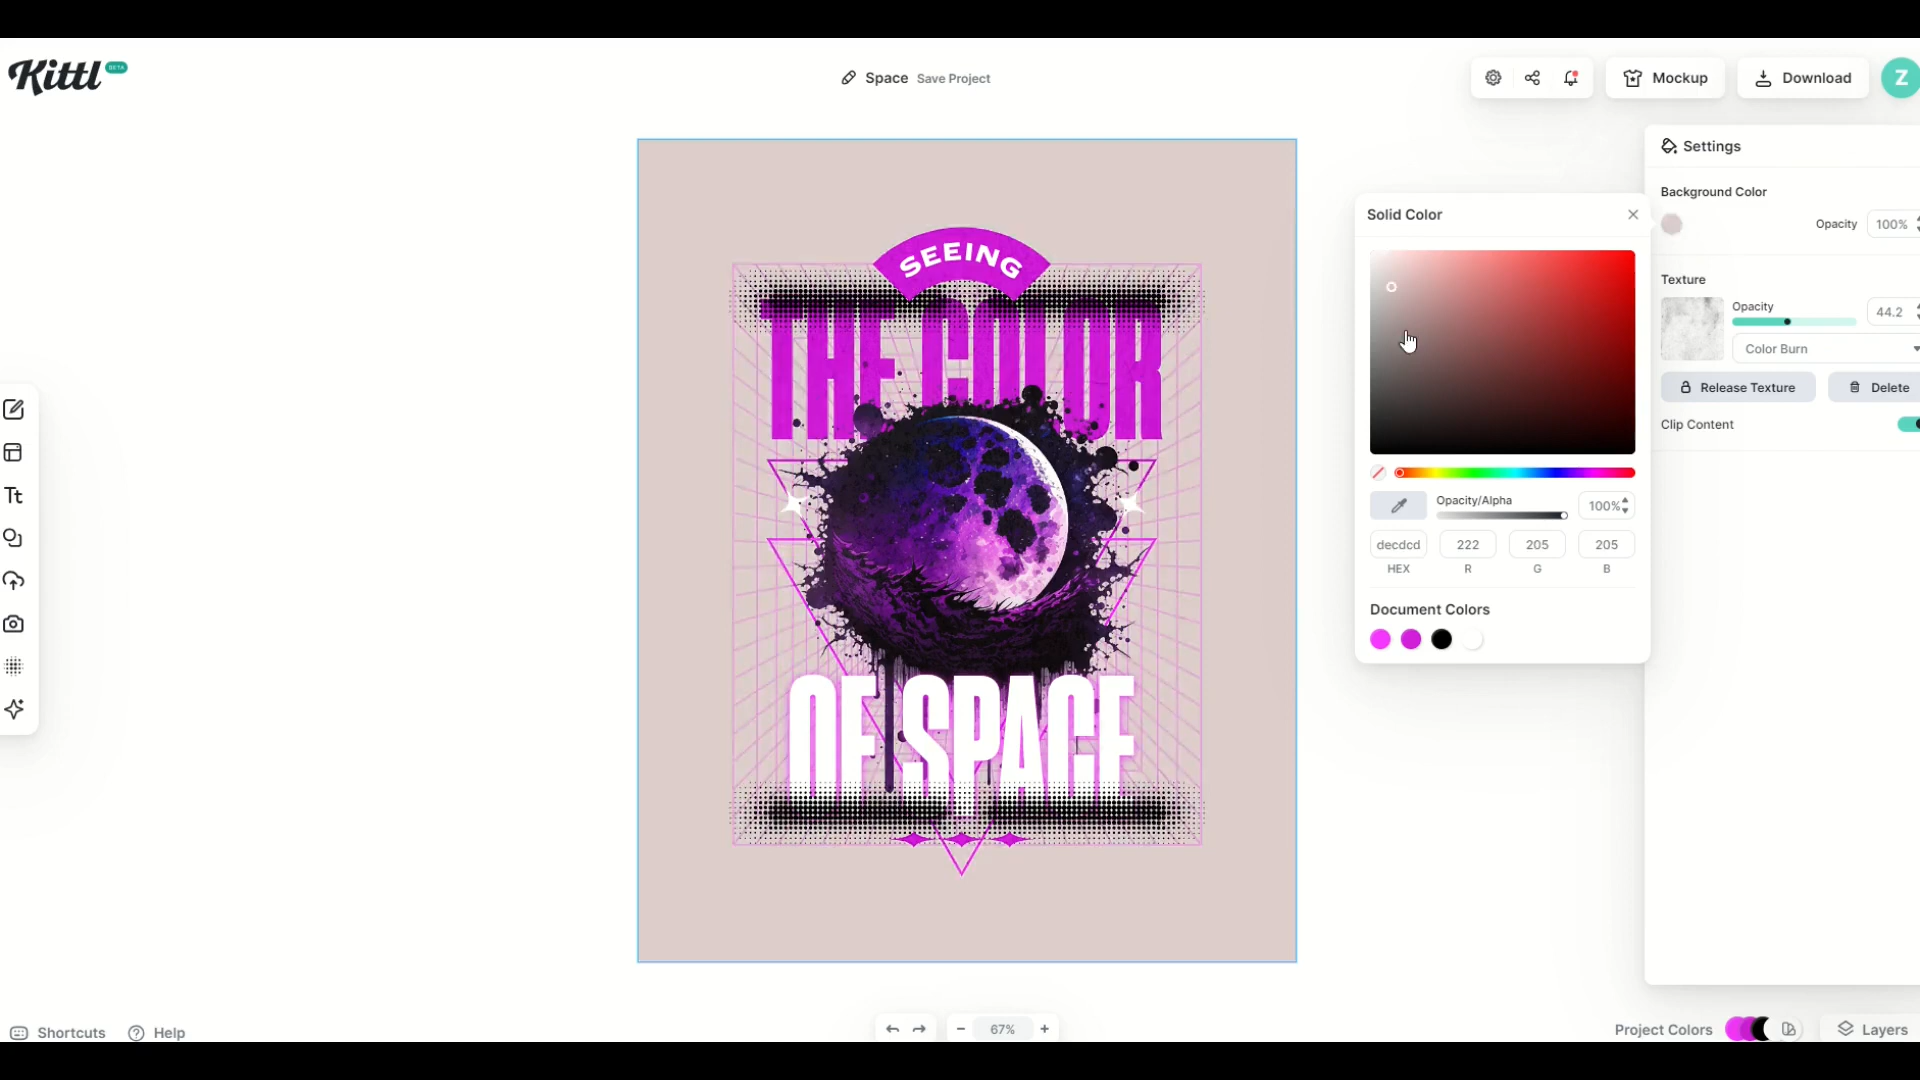 Kittl BETA
Space Save Project
Mockup
Download
Z
Settings
Background Color
Opacity 100%
Texture
Opacity
44.2
Color Burn
Release Texture
Delete
Clip Content
Solid Color
Opacity/Alpha
100%
decdcd 222 205 205
HEX R G B
Document Colors
SEEING
THE COLOR
OF SPACE
Shortcuts
Help
67%
Project Colors
Layers